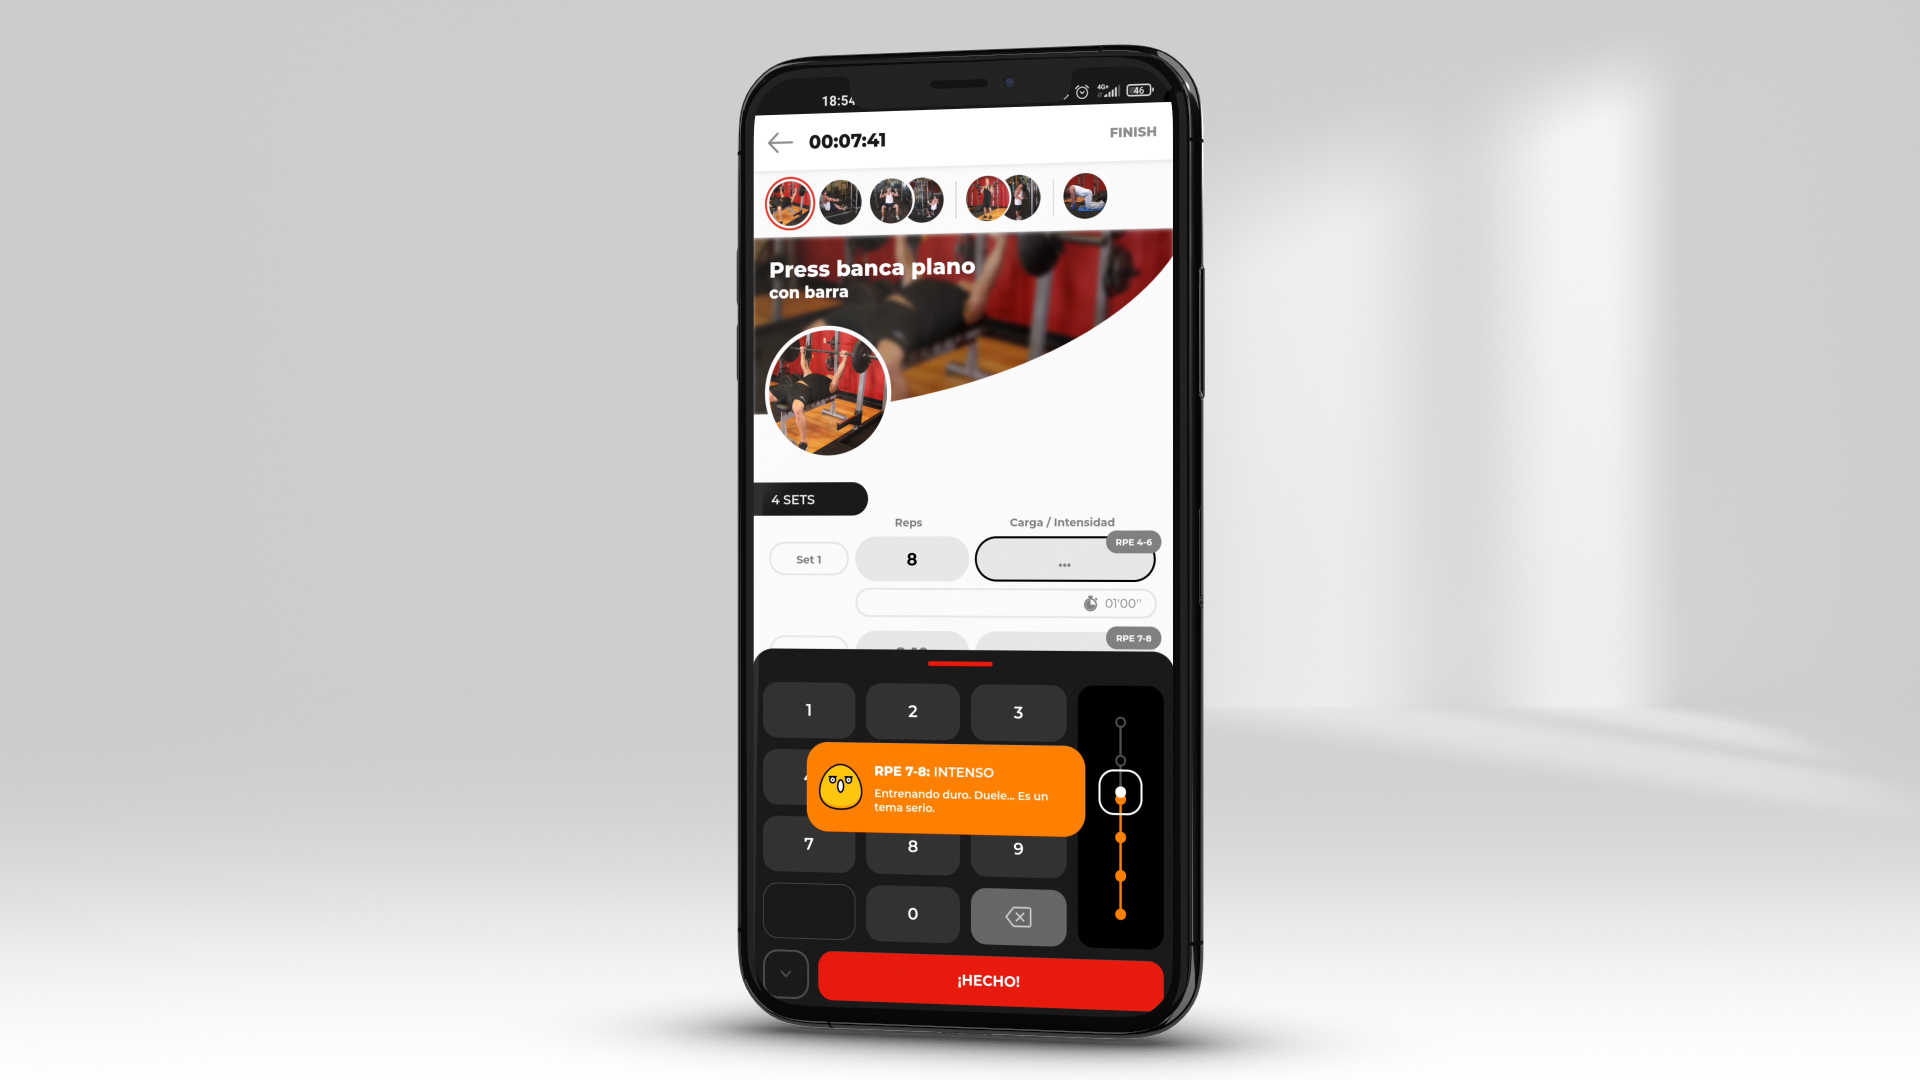 18:54
4G+
46
00:07:41
FINISH
Press banca plano
con barra
4 SETS
Reps
Carga / Intensidad
RPE 4-6
Set 1
8
...
01'00''
RPE 7-8
1
2
3
RPE 7-8: INTENSO
Entrenando duro. Duele... Es un
tema serio.
7
8
9
0
¡HECHO!